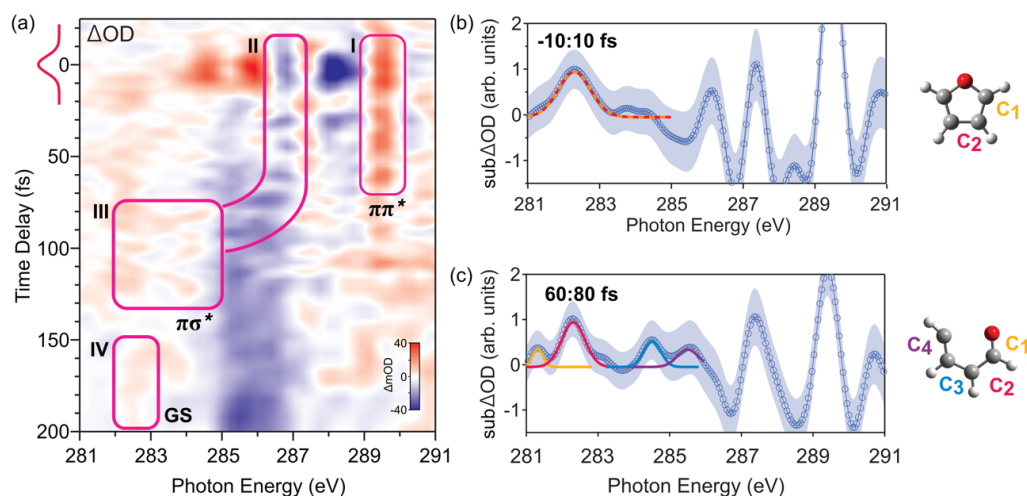 (a)
ΔOD
II
I
0
50
100
150
200
Time Delay (fs)
III
ππ*
πσ*
IV
GS
40
0
-40
ΔmOD
281 283 285 287 289 291
Photon Energy (eV)
(b)
-10:10 fs
2
1
0
-1
subΔOD (arb. units)
281 283 285 287 289 291
Photon Energy (eV)
C1
C2
(c)
60:80 fs
2
1
0
-1
subΔOD (arb. units)
281 283 285 287 289 291
Photon Energy (eV)
C4
C1
C3
C2